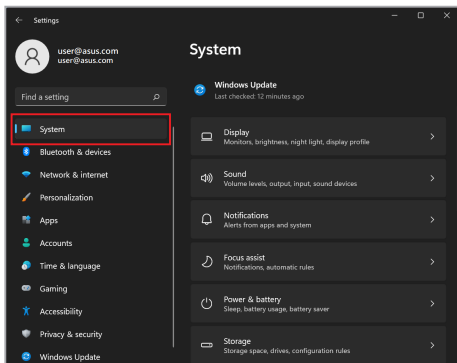 Settings
user@asus.com
user@asus.com
Find a setting
System
Bluetooth & devices
Network & internet
Personalization
Apps
Accounts
Time & language
Gaming
Accessibility
Privacy & security
Windows Update
System
Windows Update
Last checked: 12 minutes ago
Display
Monitors, brightness, night light, display profile
Sound
Volume levels, output, input, sound devices
Notifications
Alerts from apps and system
Focus assist
Notifications, automatic rules
Power & battery
Sleep, battery usage, battery saver
Storage
Storage space, drives, configuration rules